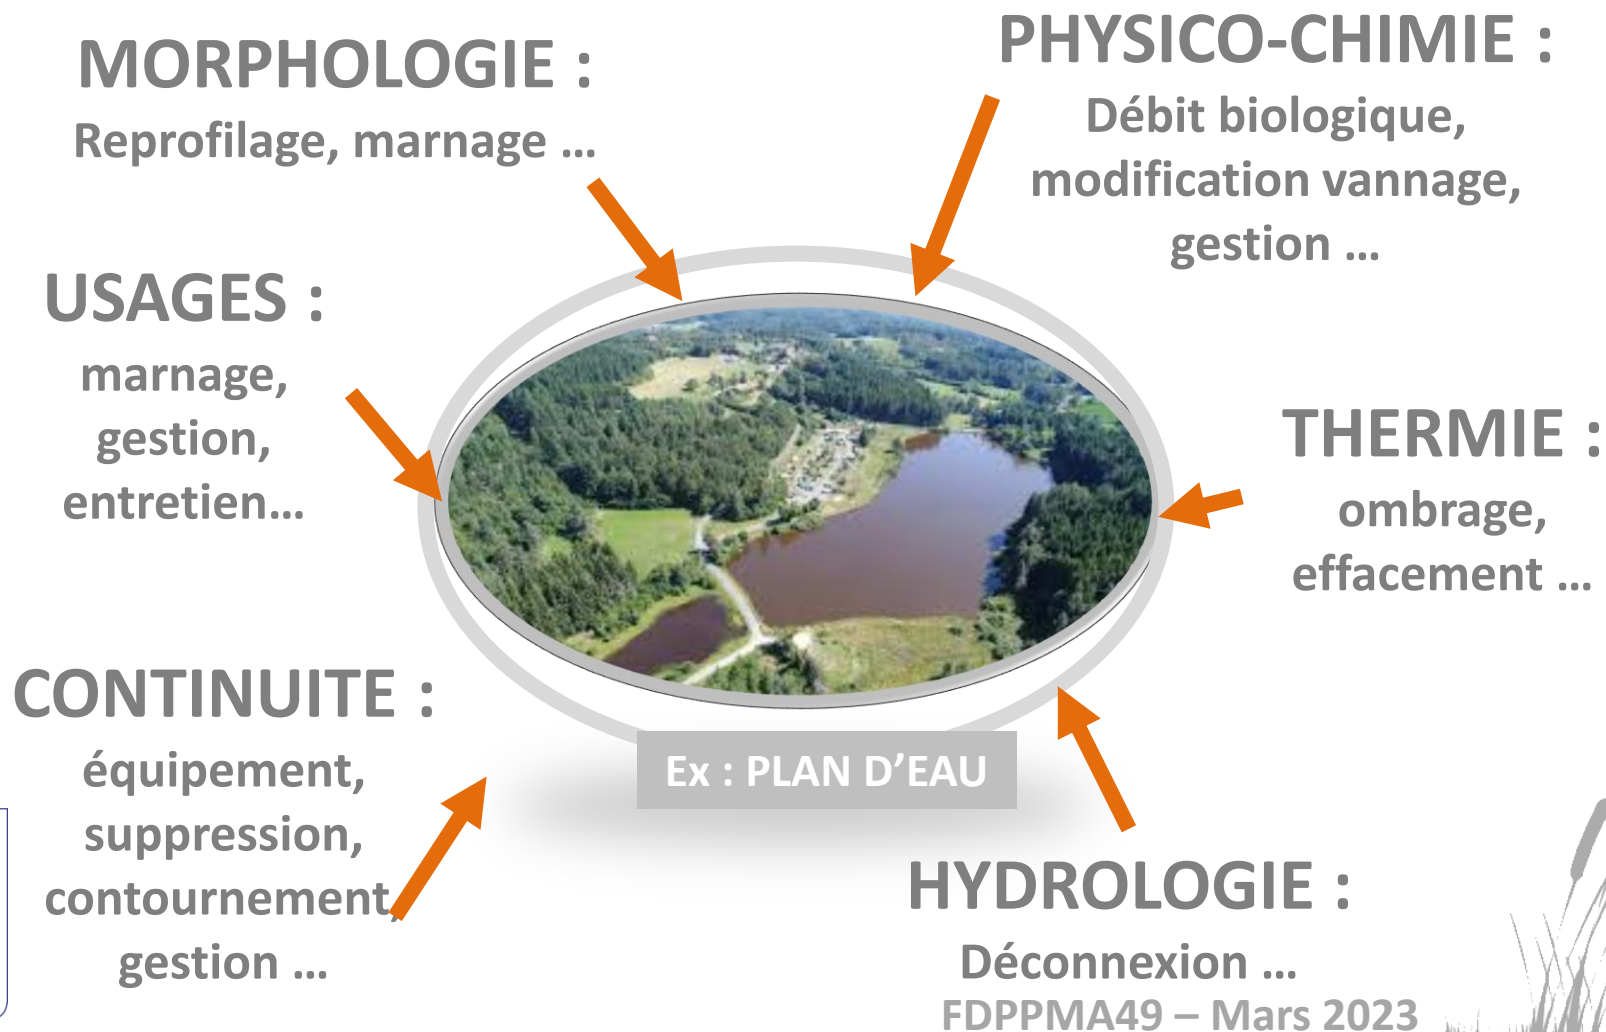 MORPHOLOGIE :
Reprofilage, marnage ...
PHYSICO-CHIMIE :
Débit biologique,
modification vannage,
gestion ...
USAGES :
marnage,
gestion,
entretien...
THERMIE :
ombrage,
effacement ...
CONTINUITE :
équipement,
suppression,
contournement,
gestion ...
Ex : PLAN D’EAU
HYDROLOGIE :
Déconnexion ...
FDPPMA49 – Mars 2023